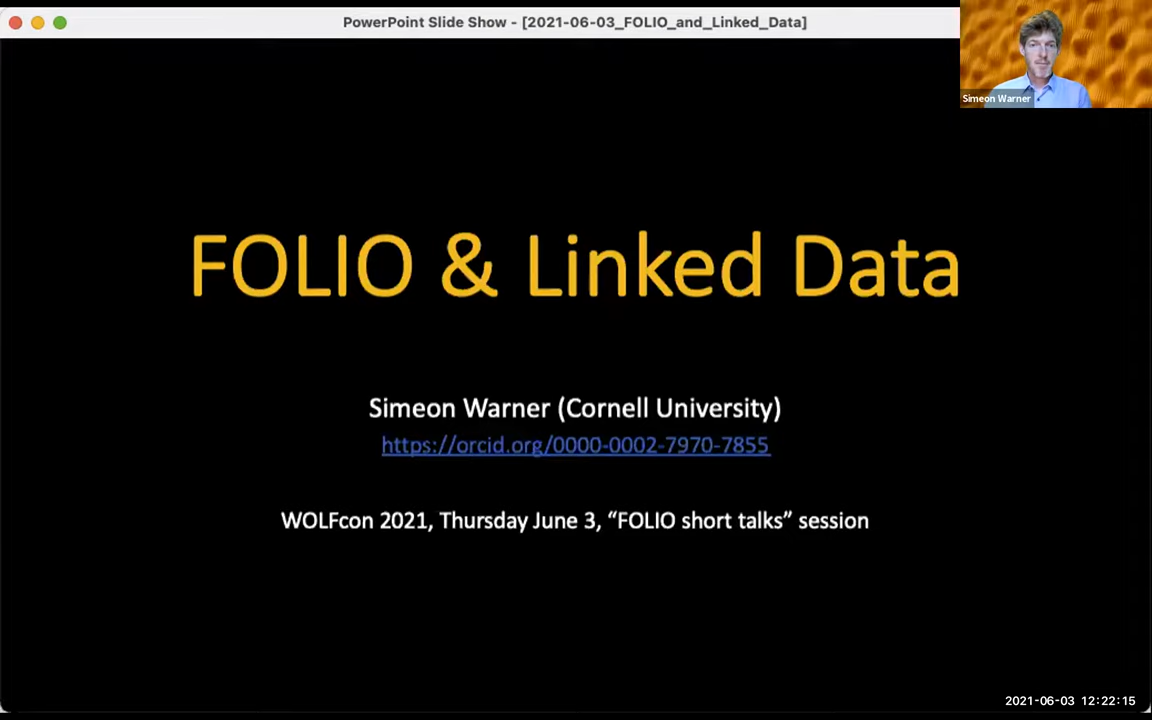 PowerPoint Slide Show - [2021-06-03_FOLIO_and_Linked_Data]
Simeon Warner
FOLIO & Linked Data
Simeon Warner (Cornell University)
https://orcid.org/0000-0002-7970-7855
WOLFcon 2021, Thursday June 3, “FOLIO short talks” session
2021-06-03 12:22:15